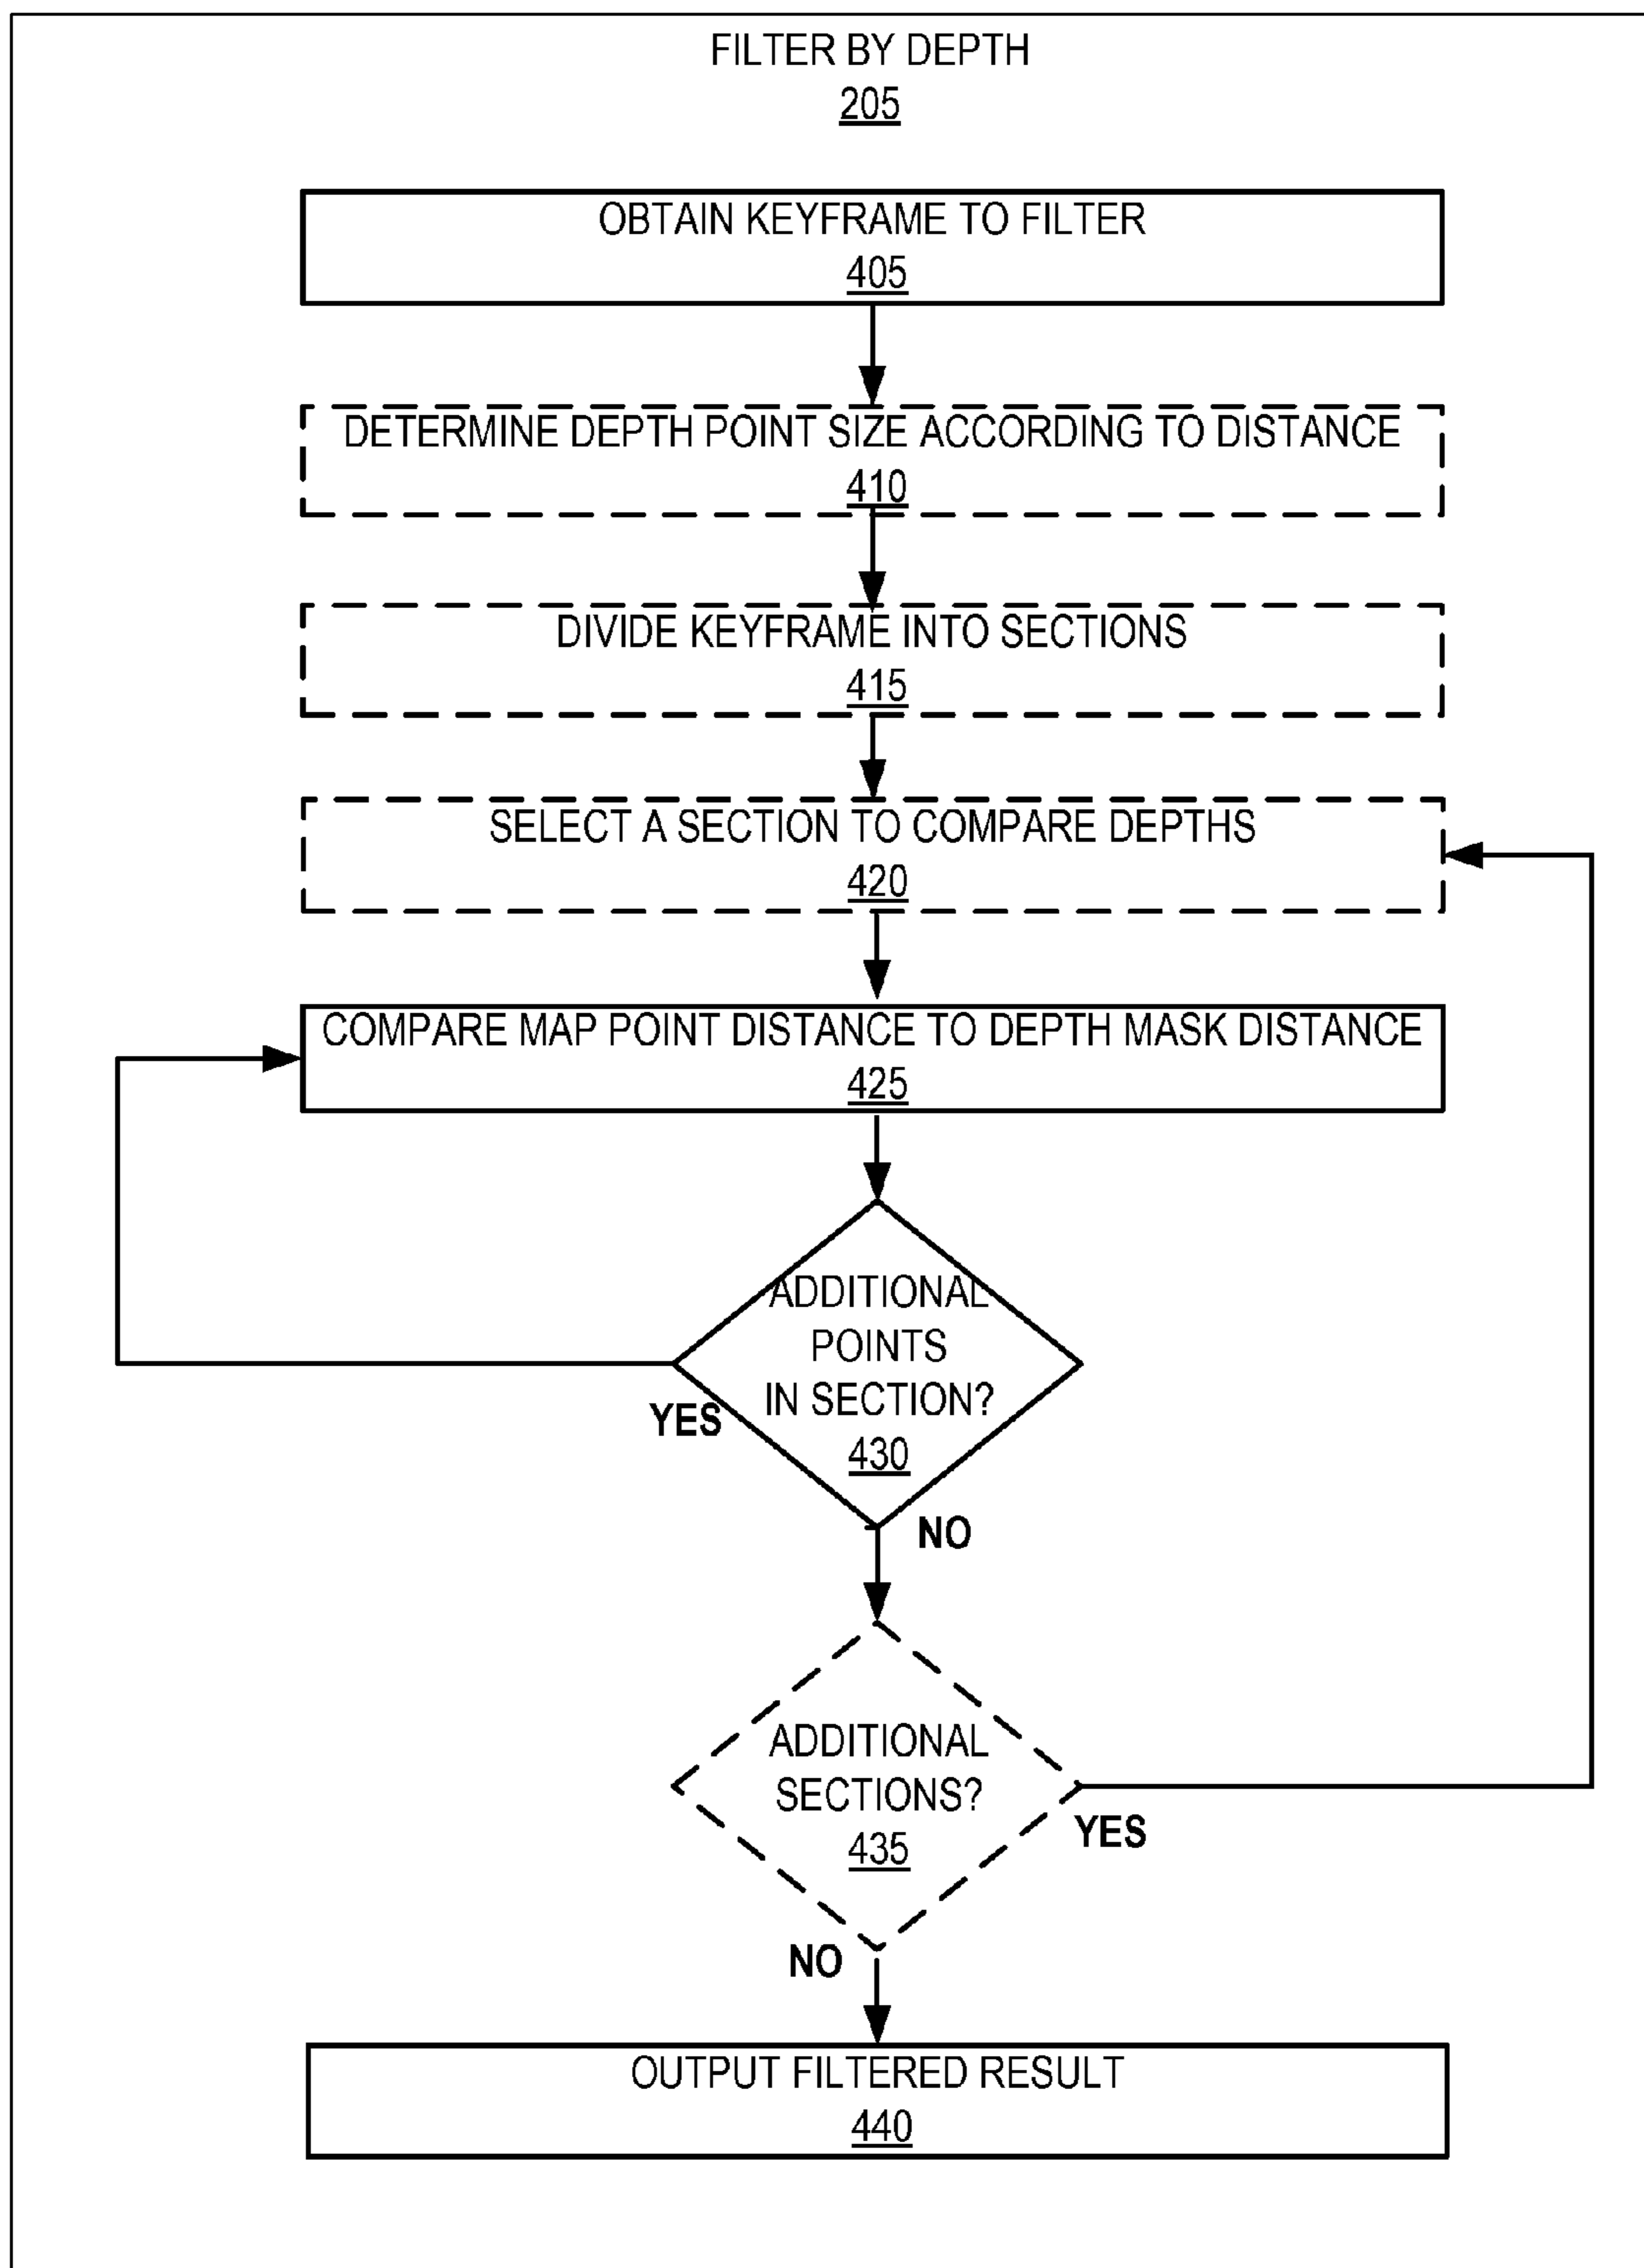 FILTER BY DEPTH
205
OBTAIN KEYFRAME TO FILTER
405
DETERMINE DEPTH POINT SIZE ACCORDING TO DISTANCE
410
DIVIDE KEYFRAME INTO SECTIONS
415
SELECT A SECTION TO COMPARE DEPTHS
420
COMPARE MAP POINT DISTANCE TO DEPTH MASK DISTANCE
425
ADDITIONAL
POINTS
IN SECTION?
YES
430
NO
ADDITIONAL
SECTIONS?
435
YES
NO
OUTPUT FILTERED RESULT
440